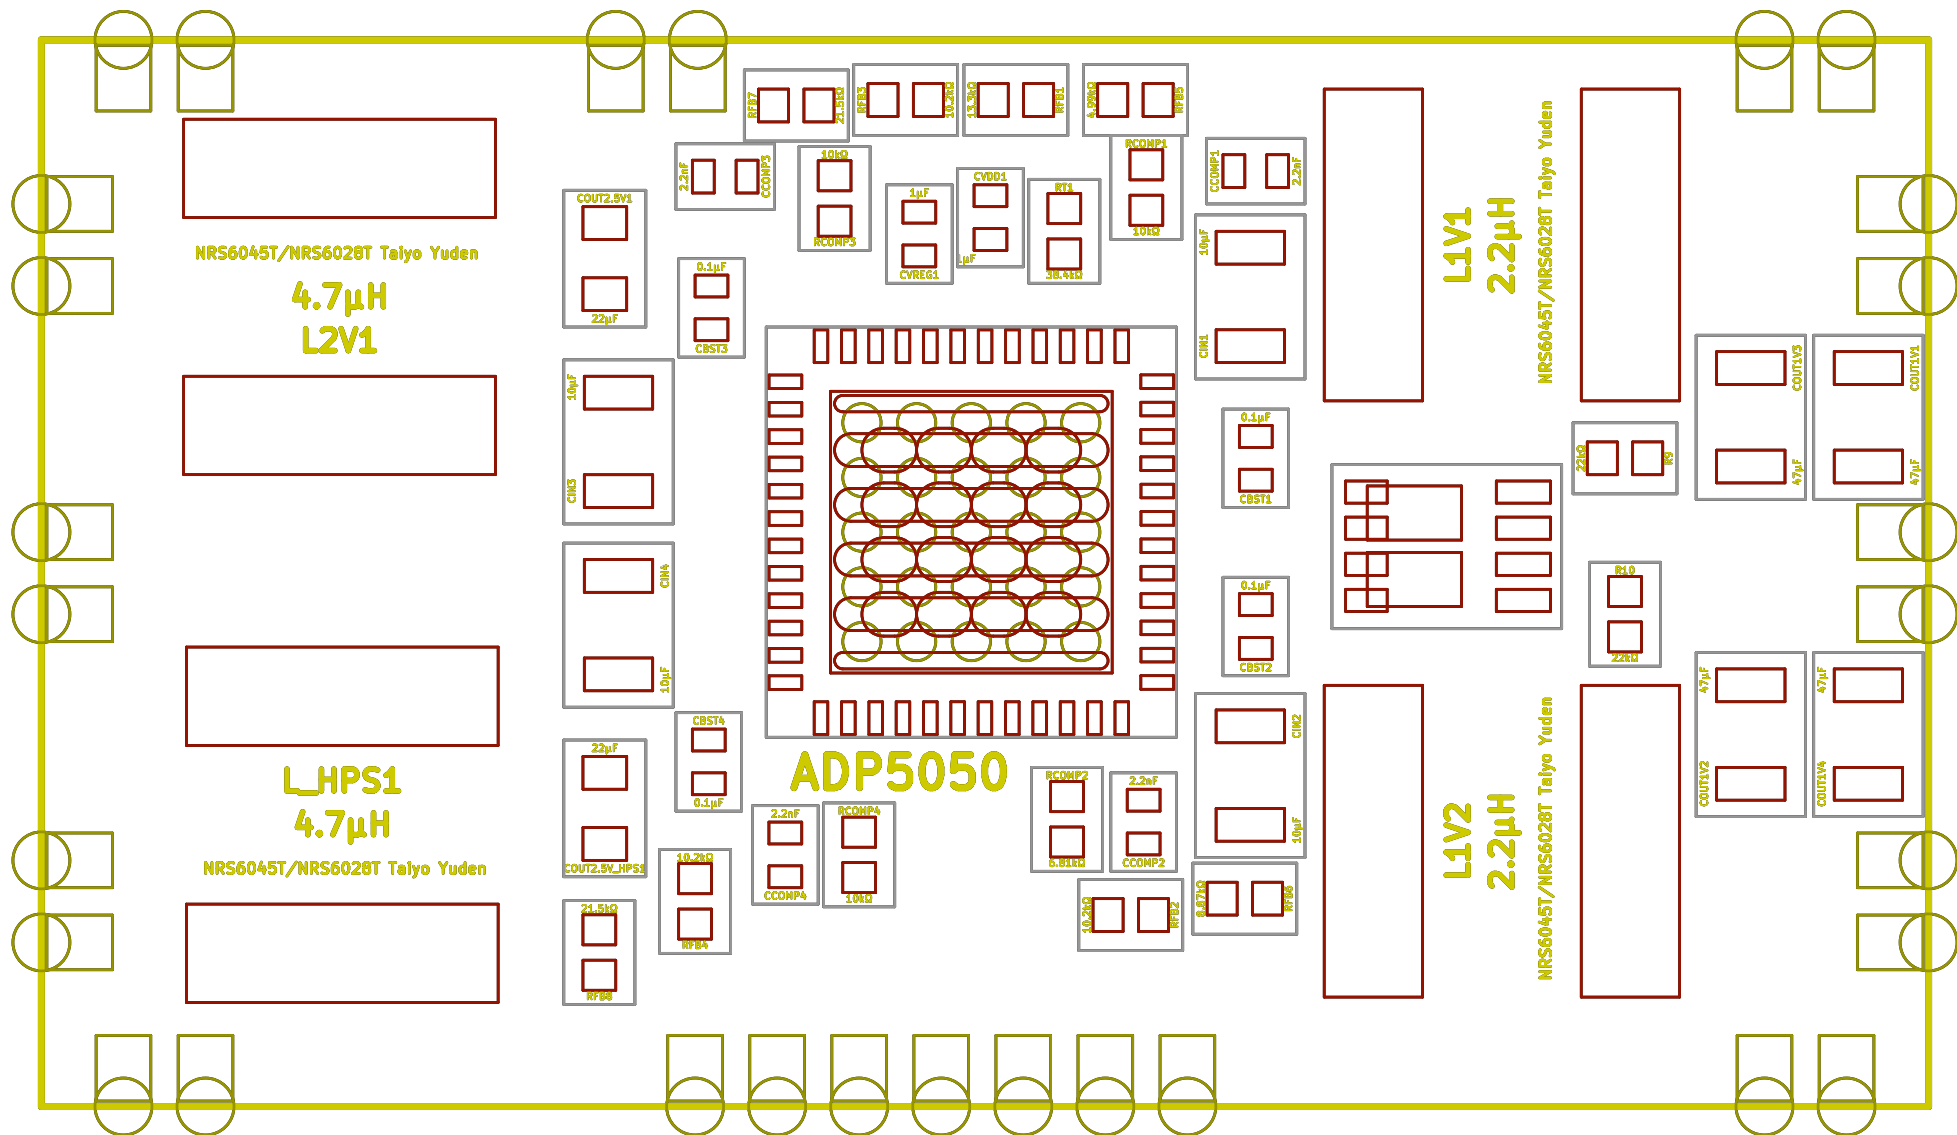 RFB7
21.5kΩ
RFB3
10.2kΩ
13.3kΩ
RFB1
4.99kΩ
RFB5
2.2nF
CCOMP3
10kΩ
RCOMP3
1µF
CVREG1
CVDD1
1µF
RT1
38.4kΩ
RCOMP1
10kΩ
CCOMP1
2.2nF
COUT2.5V1
22µF
NRS6045T/NRS6028T Taiyo Yuden
4.7µH
L2V1
0.1µF
CBST3
10µF
CIN1
L1V1
2.2µH
NRS6045T/NRS6028T Taiyo Yuden
COUT1V3
47µF
COUT1V1
47µF
10µF
CIN3
0.1µF
CBST1
22kΩ
R9
CIN4
10µF
0.1µF
CBST2
R10
22kΩ
47µF
COUT1V2
47µF
COUT1V4
CBST4
0.1µF
ADP5050
CIN2
10µF
L1V2
2.2µH
NRS6045T/NRS6028T Taiyo Yuden
L_HPS1
4.7µH
NRS6045T/NRS6028T Taiyo Yuden
22µF
COUT2.5V_HPS1
2.2nF
CCOMP4
RCOMP4
10kΩ
RCOMP2
6.81kΩ
2.2nF
CCOMP2
10.2kΩ
RFB4
21.5kΩ
RFB8
10.2kΩ
RFB2
8.87kΩ
RFB6